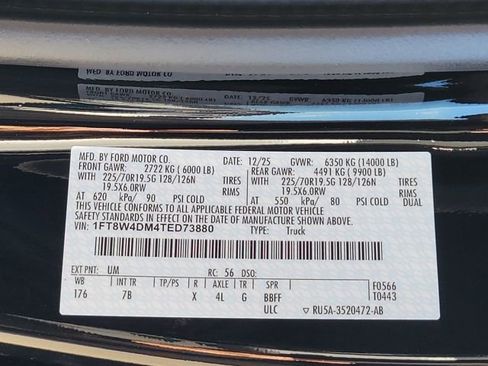 MFD. BY FORD MOTOR CO. 12/25 GVWR: 6350 KG (14000 LB)
FRONT GAWR: 2722 KG (6000 LB) REAR GAWR: 4491 KG (9900 LB)
WITH 225/70R19.5G 128/126N TIRES WITH 225/70R19.5G 128/126N TIRES
19.5X6.0RW RIMS 19.5X6.0RW RIMS
AT 620 kPa/ 90 PSI COLD AT 550 kPa/ 80 PSI COLD DUAL
THIS VEHICLE CONFORMS TO ALL APPLICABLE FEDERAL MOTOR VEHICLE
SAFETY STANDARDS IN EFFECT ON THE DATE OF MANUFACTURE SHOWN ABOVE.
VIN: 1FT8W4DM4TED73880 TYPE: Truck
EXT PNT: UM RC: 56 DSO:
WB INT TR TP/PS R AXLE TR SPR F0566
176 7B X 4L G BBFF T0443
ULC ▽ RU5A-3520472-AB